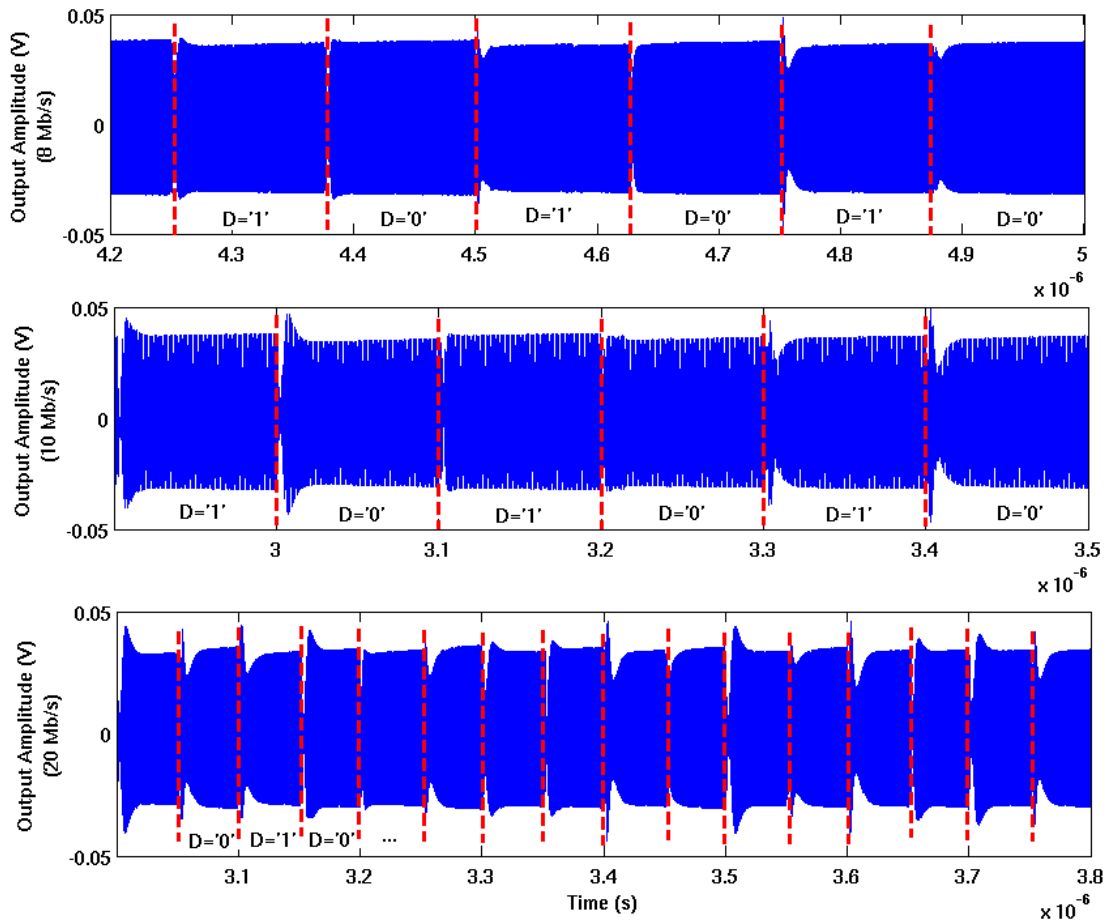 Output Amplitude (V)
(8 Mb/s)
0.05
0
-0.05
D='1' D='0' D='1' D='0' D='1' D='0'
4.2 4.3 4.4 4.5 4.6 4.7 4.8 4.9 5
x 10-6
Output Amplitude (V)
(10 Mb/s)
0.05
0
-0.05
D='1' D='0' D='1' D='0' D='1' D='0'
3 3.1 3.2 3.3 3.4 3.5
x 10-6
Output Amplitude (V)
(20 Mb/s)
0.05
0
-0.05
D='0' D='1' D='0' ...
3.1 3.2 3.3 3.4 3.5 3.6 3.7 3.8
Time (s)
x 10-6